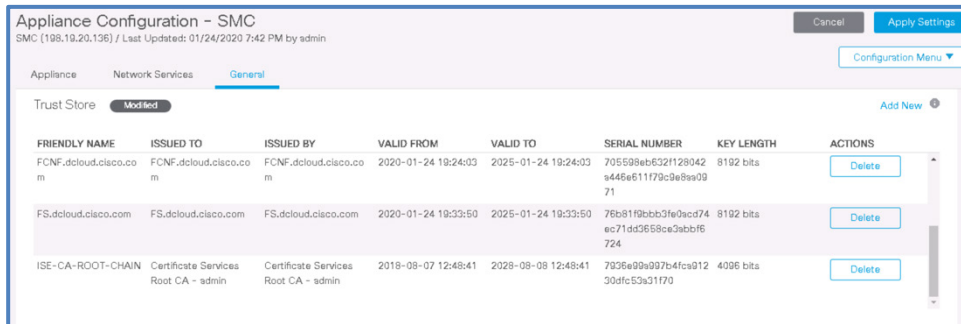 Appliance Configuration - SMC
Cancel
Apply Settings
SMC (198.19.20.136) / Last Updated: 01/24/2020 7:42 PM by admin
Configuration Menu ▼
Appliance Network Services General
Trust Store Modified Add New
FRIENDLY NAME ISSUED TO ISSUED BY VALID FROM VALID TO SERIAL NUMBER KEY LENGTH ACTIONS
FCNF.dcloud.cisco.co FCNF.dcloud.cisco.co FCNF.dcloud.cisco.co 2020-01-24 19:24:03 2025-01-24 19:24:03 705598eb632f128042 8192 bits Delete
m m m a446e611f79c9e8aa09
71
FS.dcloud.cisco.com FS.dcloud.cisco.com FS.dcloud.cisco.com 2020-01-24 19:33:50 2025-01-24 19:33:50 76b81f9bbb3fe0acd74 8192 bits Delete
ec71dd3658ce3abbf6
724
ISE-CA-ROOT-CHAIN Certificate Services Certificate Services 2018-08-07 12:48:41 2028-08-08 12:48:41 7936e99a997b4fca912 4096 bits Delete
Root CA - admin Root CA - admin 30dfc53a31f70